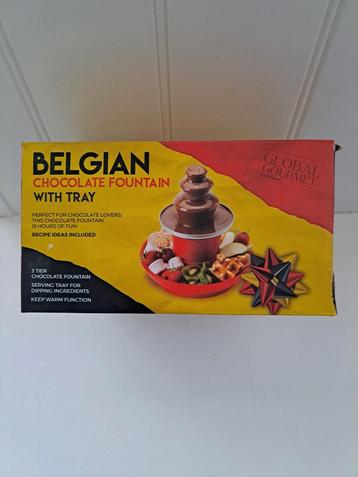 BELGIAN
CHOCOLATE FOUNTAIN
WITH TRAY
PERFECT FOR CHOCOLATE LOVERS,
THIS CHOCOLATE FOUNTAIN
IS HOURS OF FUN
RECIPE IDEAS INCLUDED
3 TIER
CHOCOLATE FOUNTAIN
SERVING TRAY FOR
DIPPING INGREDIENTS
KEEP WARM FUNCTION
GLOBAL
GOURMET